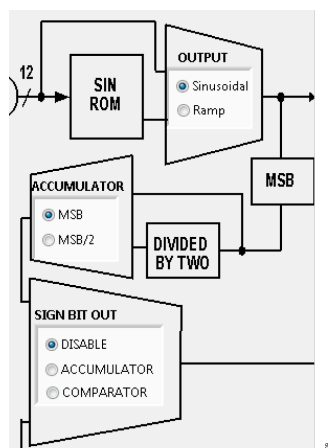 12
SIN
ROM
OUTPUT
Sinusoidal
Ramp
MSB
ACCUMULATOR
MSB
MSB/2
DIVIDED
BY TWO
SIGN BIT OUT
DISABLE
ACCUMULATOR
COMPARATOR